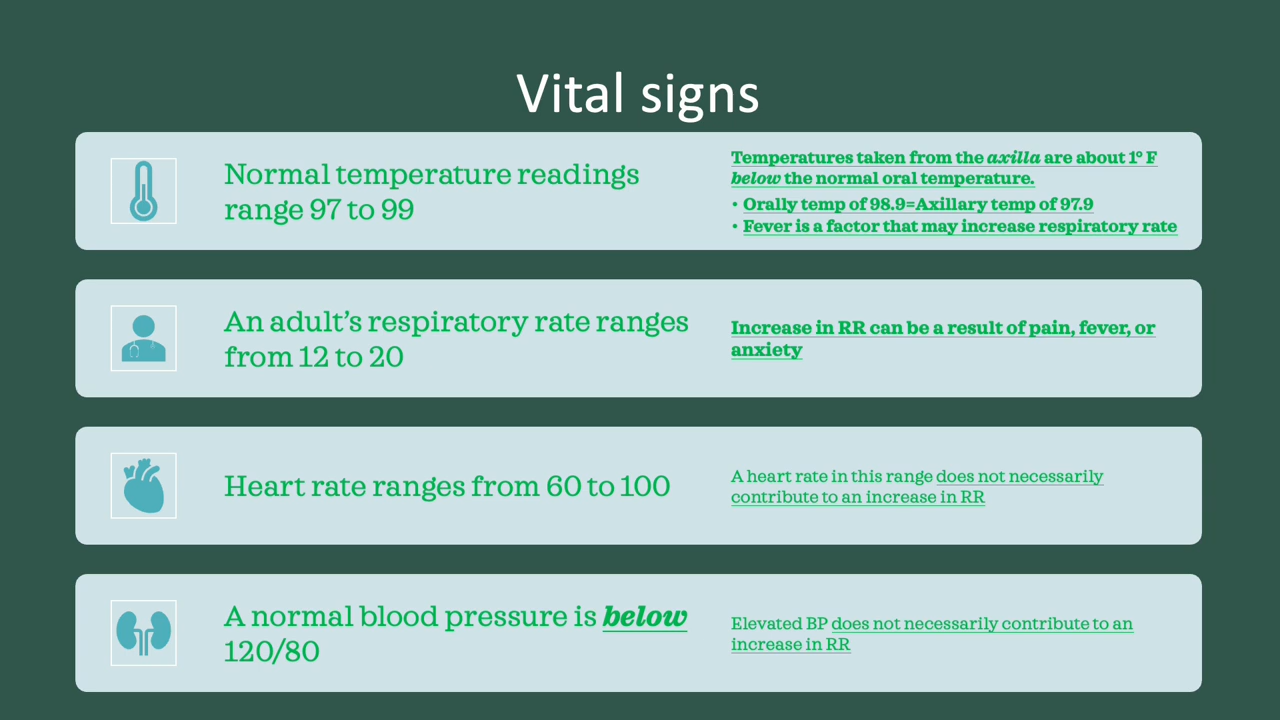 Vital signs
Normal temperature readings
range 97 to 99
Temperatures taken from the axilla are about 1° F
below the normal oral temperature.
• Orally temp of 98.9=Axillary temp of 97.9
• Fever is a factor that may increase respiratory rate
An adult’s respiratory rate ranges
from 12 to 20
Increase in RR can be a result of pain, fever, or
anxiety
Heart rate ranges from 60 to 100
A heart rate in this range does not necessarily
contribute to an increase in RR
A normal blood pressure is below
120/80
Elevated BP does not necessarily contribute to an
increase in RR